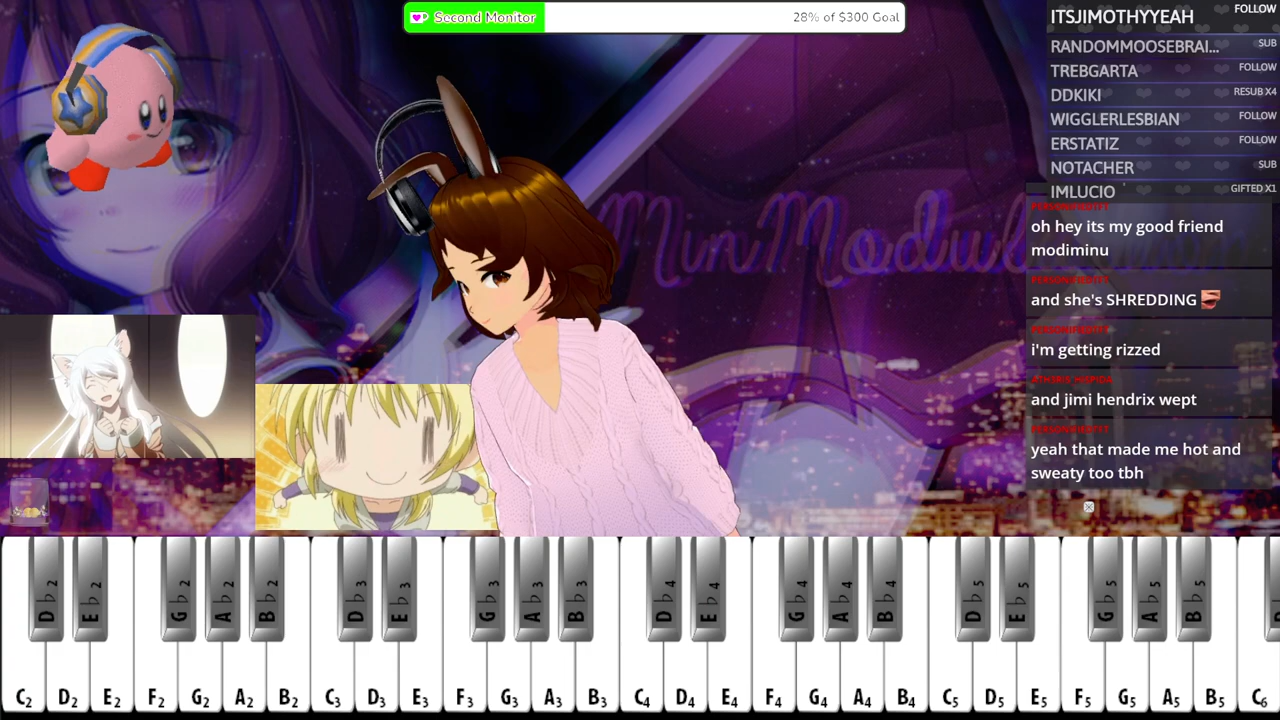 Second Monitor
28% of $300 Goal
ITSJIMOTHYYEAH FOLLOW
RANDOMMOOSEBRAI... SUB
TREBGARTA FOLLOW
DDKIKI RESUB X4
WIGGLERLESBIAN FOLLOW
ERSTATIZ FOLLOW
NOTACHER SUB
IMLUCIO GIFTED X1
oh hey its my good friend
modiminu
and she's SHREDDING
i'm getting rizzed
and jimi hendrix wept
yeah that made me hot and
sweaty too tbh
MinModul
D♭2 E♭2 G♭2 A♭2 B♭2 D♭3 E♭3 G♭3 A♭3 B♭3 D♭4 E♭4 G♭4 A♭4 B♭4 D♭5 E♭5 G♭5 A♭5 B♭5
C2 D2 E2 F2 G2 A2 B2 C3 D3 E3 F3 G3 A3 B3 C4 D4 E4 F4 G4 A4 B4 C5 D5 E5 F5 G5 A5 B5 C6